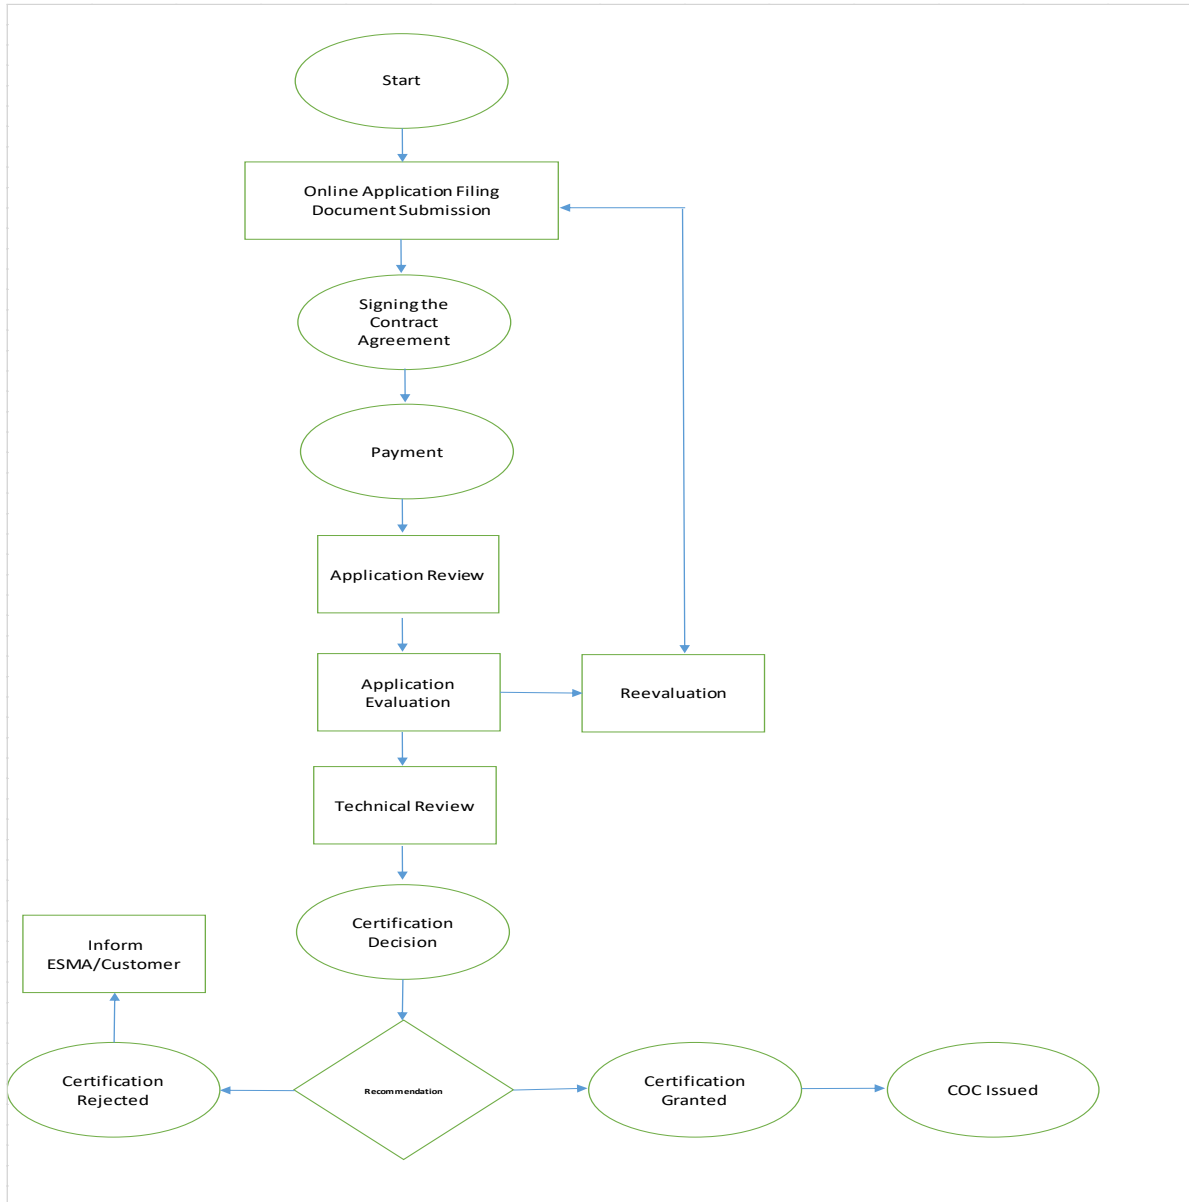 Start
Online Application Filing
Document Submission
Signing the
Contract
Agreement
Payment
Application Review
Application
Evaluation
Reevaluation
Technical Review
Certification
Decision
Inform
ESMA/Customer
Certification
Rejected
Recommendation
Certification
Granted
COC Issued